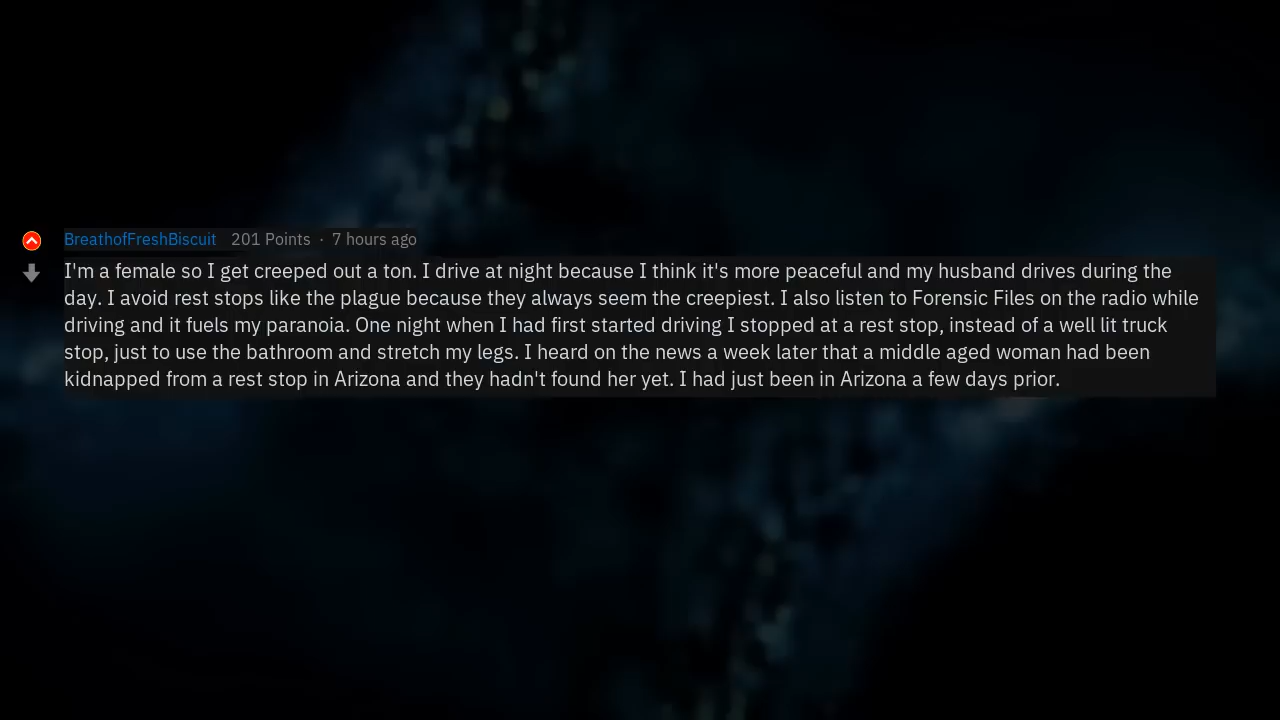 BreathofFreshBiscuit 201 Points · 7 hours ago
I'm a female so I get creeped out a ton. I drive at night because I think it's more peaceful and my husband drives during the
day. I avoid rest stops like the plague because they always seem the creepiest. I also listen to Forensic Files on the radio while
driving and it fuels my paranoia. One night when I had first started driving I stopped at a rest stop, instead of a well lit truck
stop, just to use the bathroom and stretch my legs. I heard on the news a week later that a middle aged woman had been
kidnapped from a rest stop in Arizona and they hadn't found her yet. I had just been in Arizona a few days prior.